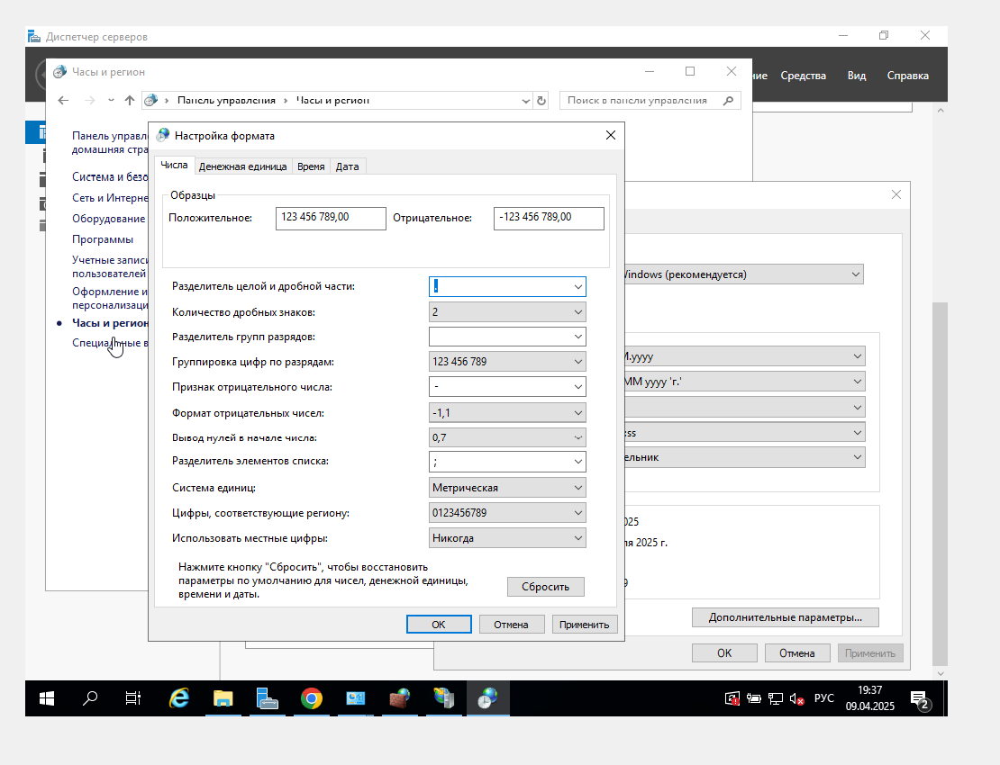 Диспетчер серверов
Средства
Вид
Справка
Часы и регион
Панель управления
Часы и регион
Поиск в панели управления
Панель управл
домашняя стра
Система и безо
Сеть и Интерне
Оборудование
Программы
Учетные запис
пользователей
Оформление и
персонализаци
Часы и регион
Специальные в
Настройка формата
Числа
Денежная единица
Время
Дата
Образцы
Положительное:
123 456 789,00
Отрицательное:
-123 456 789,00
Разделитель целой и дробной части:
Количество дробных знаков:
2
Разделитель групп разрядов:
Группировка цифр по разрядам:
123 456 789
Признак отрицательного числа:
-
Формат отрицательных чисел:
-1,1
Вывод нулей в начале числа:
0,7
Разделитель элементов списка:
;
Система единиц:
Метрическая
Цифры, соответствующие региону:
0123456789
Использовать местные цифры:
Никогда
Нажмите кнопку "Сбросить", чтобы восстановить
параметры по умолчанию для чисел, денежной единицы,
времени и даты.
Сбросить
ОК
Отмена
Применить
Windows (рекомендуется)
M.yyyy
MM yyyy 'г.'
:ss
ельник
025
ля 2025 г.
9
Дополнительные параметры...
ОК
Отмена
Применить
РУС
19:37
09.04.2025
2